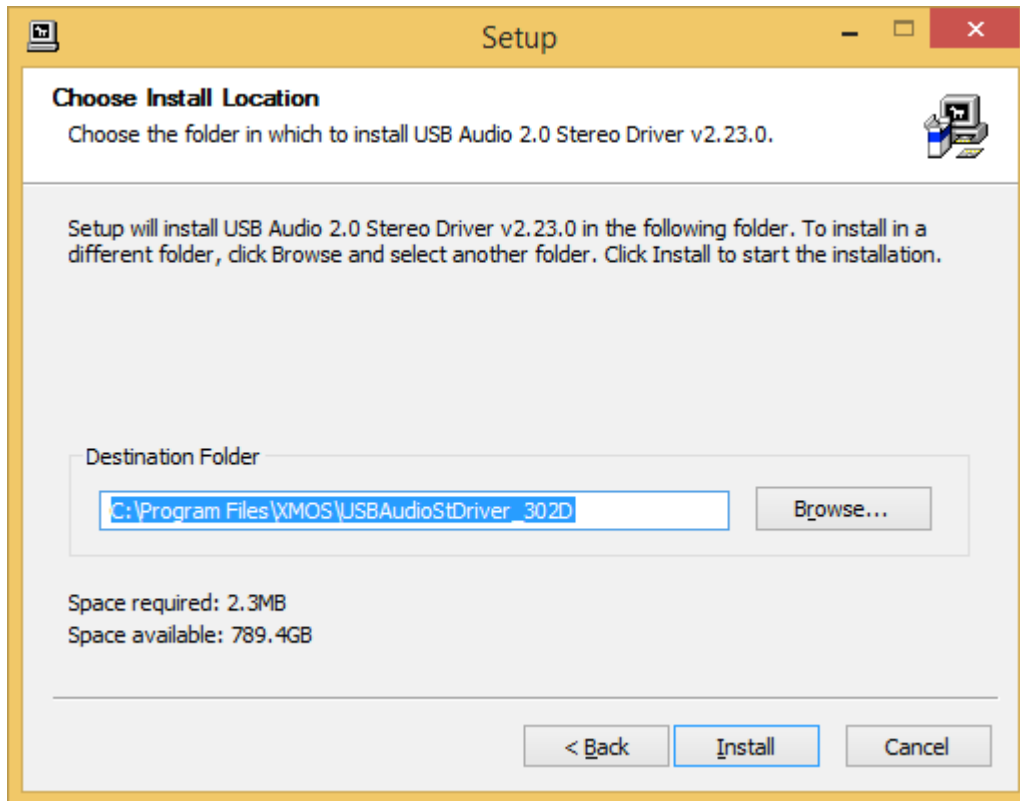 Setup
Choose Install Location
Choose the folder in which to install USB Audio 2.0 Stereo Driver v2.23.0.
Setup will install USB Audio 2.0 Stereo Driver v2.23.0 in the following folder. To install in a
different folder, click Browse and select another folder. Click Install to start the installation.
Destination Folder
C:\Program Files\XMOS\USBAudioStDriver_302D
Browse...
Space required: 2.3MB
Space available: 789.4GB
< Back
Install
Cancel